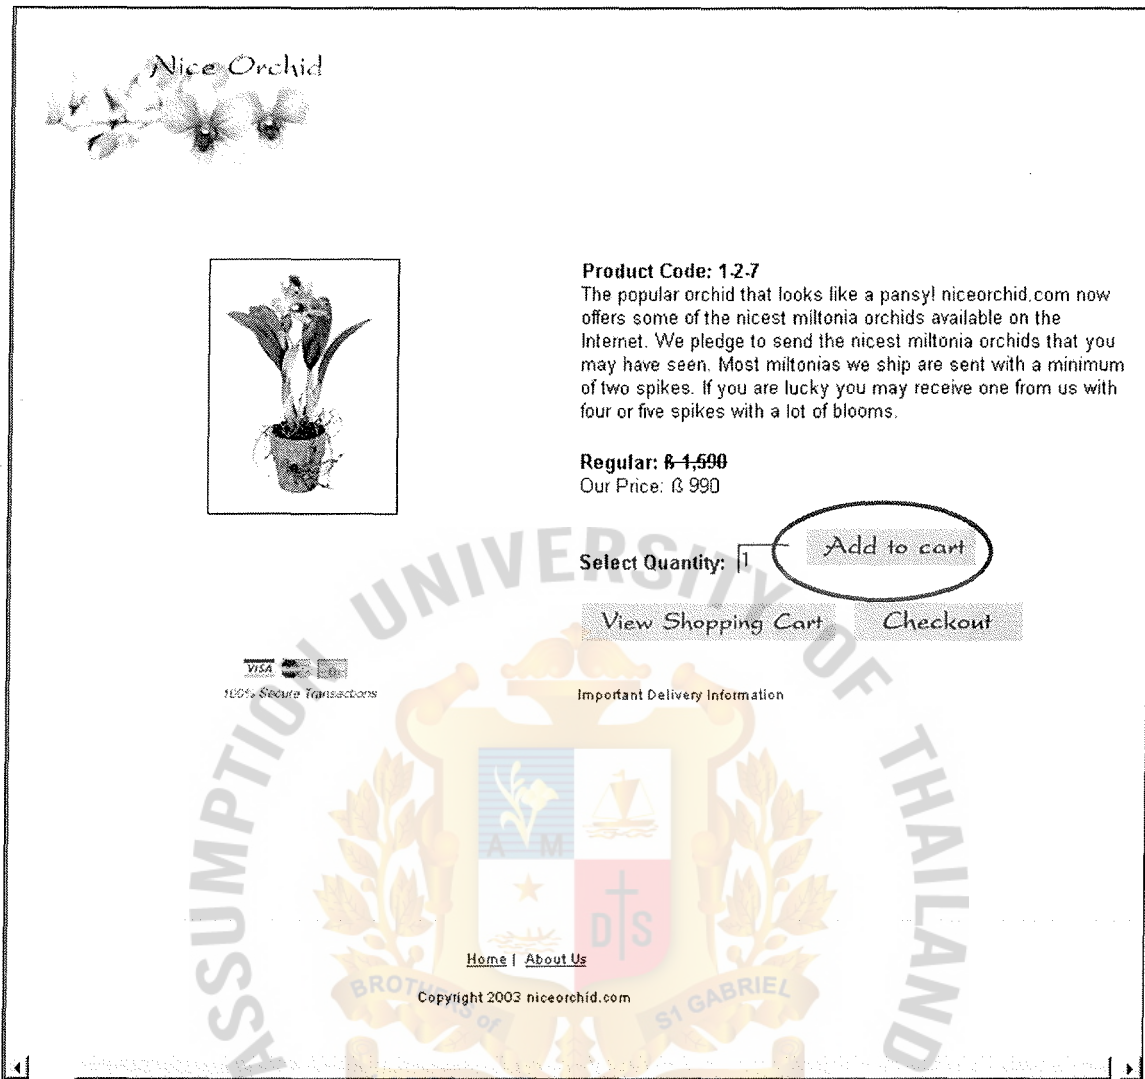 Nice Orchid
Product Code: 1-2-7
The popular orchid that looks like a pansy! niceorchid.com now
offers some of the nicest miltonia orchids available on the
Internet. We pledge to send the nicest miltonia orchids that you
may have seen. Most miltonias we ship are sent with a minimum
of two spikes. If you are lucky you may receive one from us with
four or five spikes with a lot of blooms.
Regular: ß 1,590
Our Price: ß 990
Select Quantity: 1
Add to cart
View Shopping Cart
Checkout
VISA
100% Secure Transactions
Important Delivery Information
ASSUMPTION UNIVERSITY OF THAILAND
A M
D S
BROTHERS of
S1 GABRIEL
Home | About Us
Copyright 2003 niceorchid.com